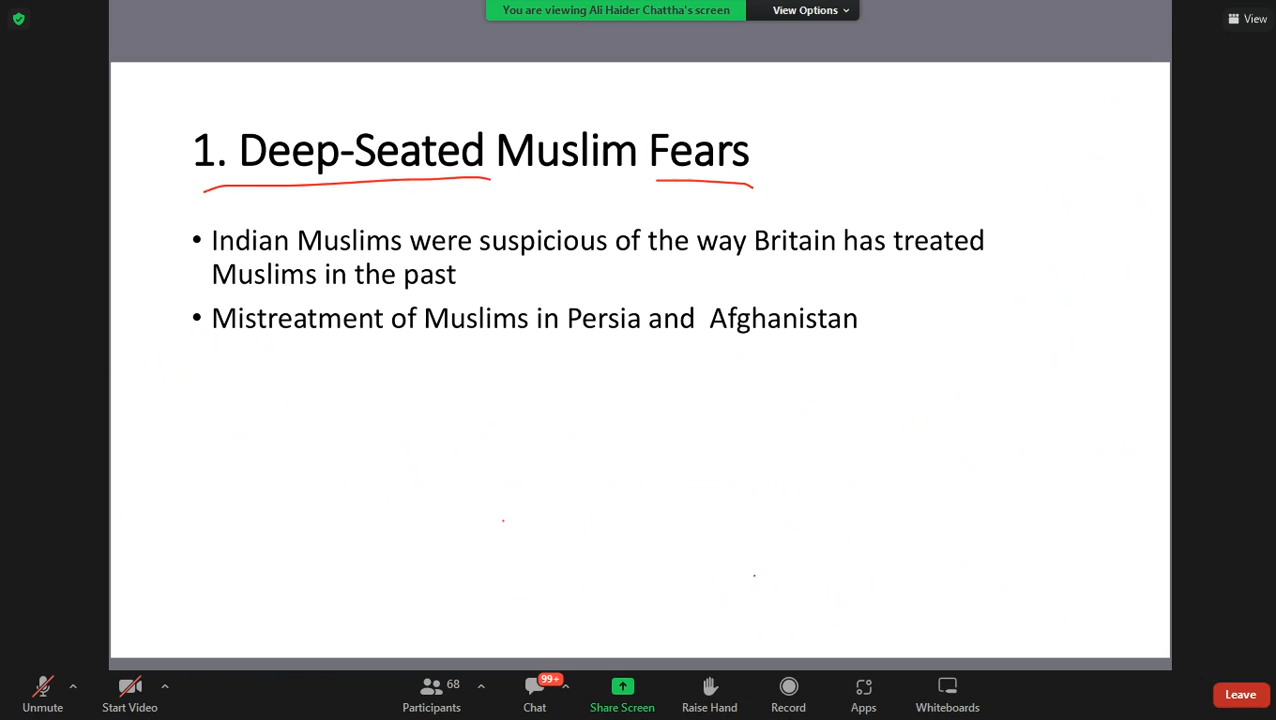 You are viewing Ali Haider Chattha's screen
View Options
View
1. Deep-Seated Muslim Fears
• Indian Muslims were suspicious of the way Britain has treated
Muslims in the past
• Mistreatment of Muslims in Persia and  Afghanistan
Unmute
Start Video
68
Participants
99+
Chat
Share Screen
Raise Hand
Record
Apps
Whiteboards
Leave